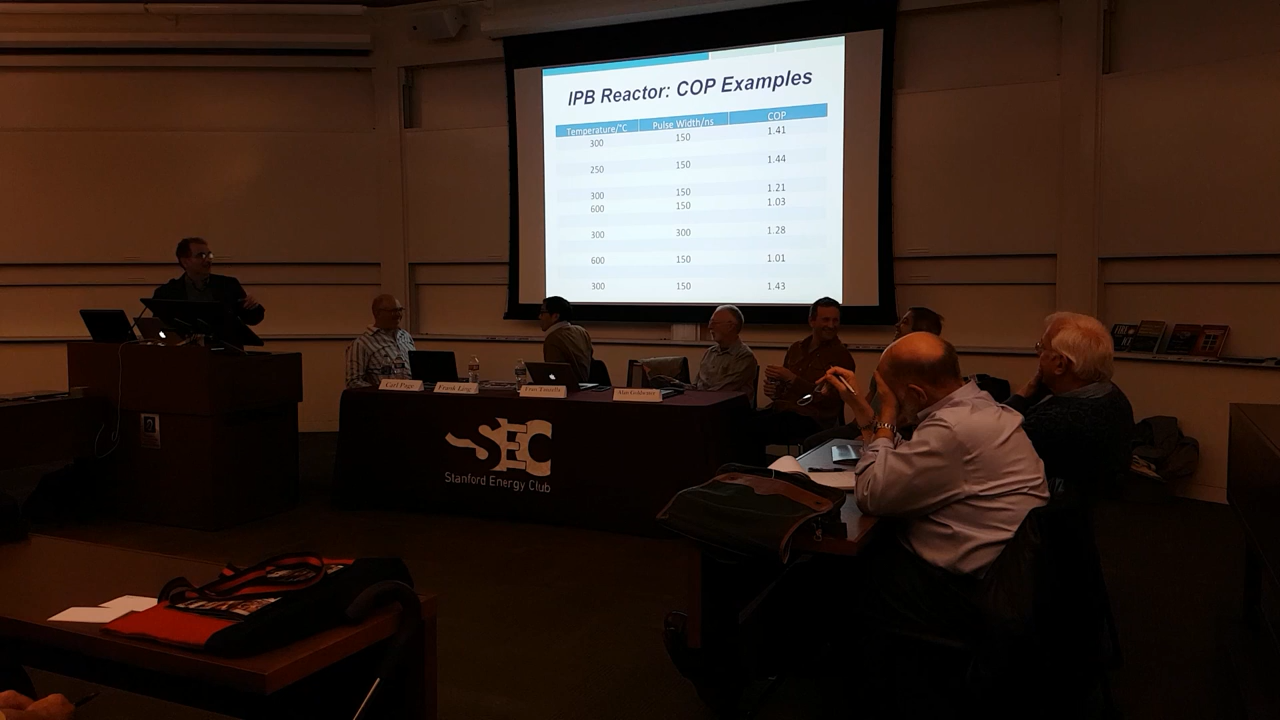 IPB Reactor: COP Examples
Temperature/°C Pulse Width/ns COP
300 150 1.41
250 150 1.44
300 150 1.21
600 150 1.03
300 300 1.28
600 150 1.01
300 150 1.43
Carl Page
SEC
Stanford Energy Club